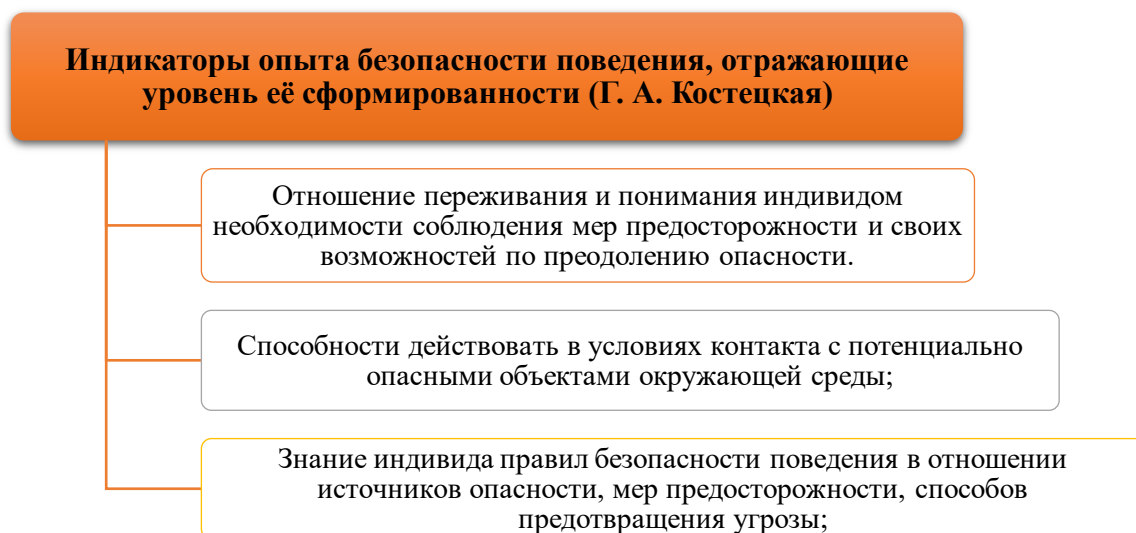 Индикаторы опыта безопасности поведения, отражающие
уровень её сформированности (Г. А. Костецкая)
Отношение переживания и понимания индивидом
необходимости соблюдения мер предосторожности и своих
возможностей по преодолению опасности.
Способности действовать в условиях контакта с потенциально
опасными объектами окружающей среды;
Знание индивида правил безопасности поведения в отношении
источников опасности, мер предосторожности, способов
предотвращения угрозы;